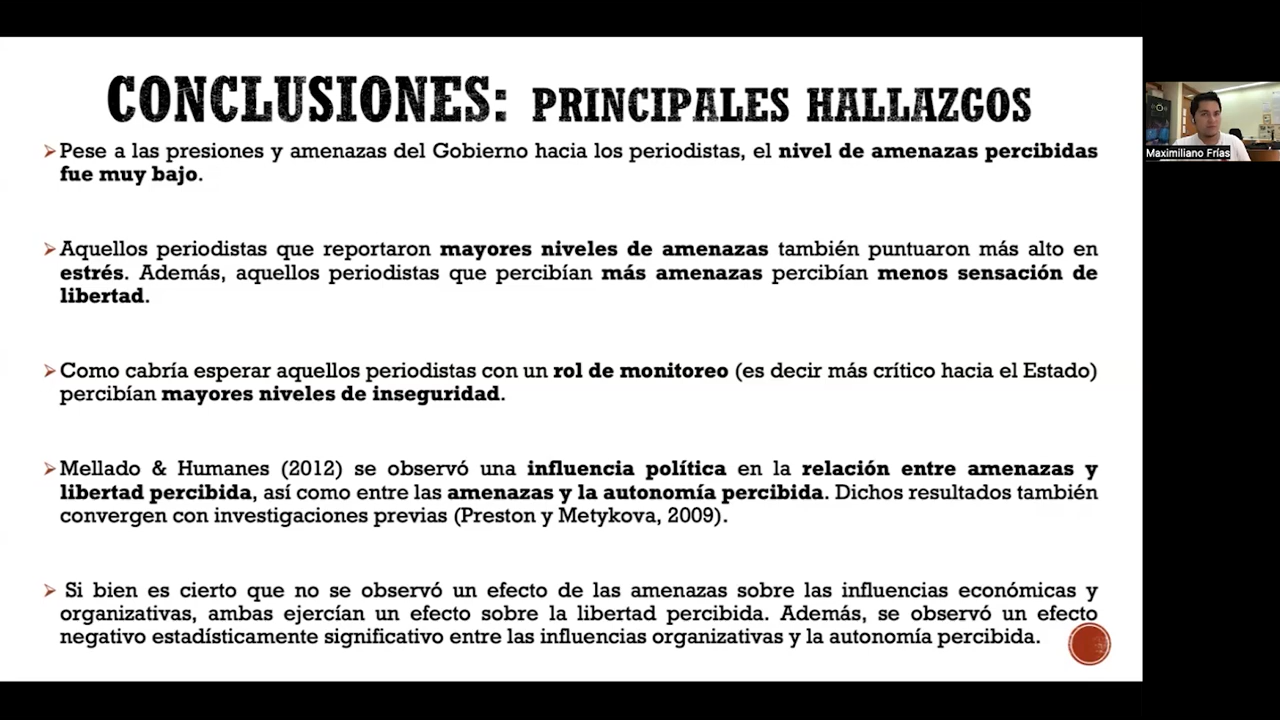 CONCLUSIONES: PRINCIPALES HALLAZGOS
Pese a las presiones y amenazas del Gobierno hacia los periodistas, el nivel de amenazas percibidas
fue muy bajo.
Aquellos periodistas que reportaron mayores niveles de amenazas también puntuaron más alto en
estrés. Además, aquellos periodistas que percibían más amenazas percibían menos sensación de
libertad.
Como cabría esperar aquellos periodistas con un rol de monitoreo (es decir más crítico hacia el Estado)
percibían mayores niveles de inseguridad.
Mellado & Humanes (2012) se observó una influencia política en la relación entre amenazas y
libertad percibida, así como entre las amenazas y la autonomía percibida. Dichos resultados también
convergen con investigaciones previas (Preston y Metykova, 2009).
Si bien es cierto que no se observó un efecto de las amenazas sobre las influencias económicas y
organizativas, ambas ejercían un efecto sobre la libertad percibida. Además, se observó un efecto
negativo estadísticamente significativo entre las influencias organizativas y la autonomía percibida.
Maximiliano Frías